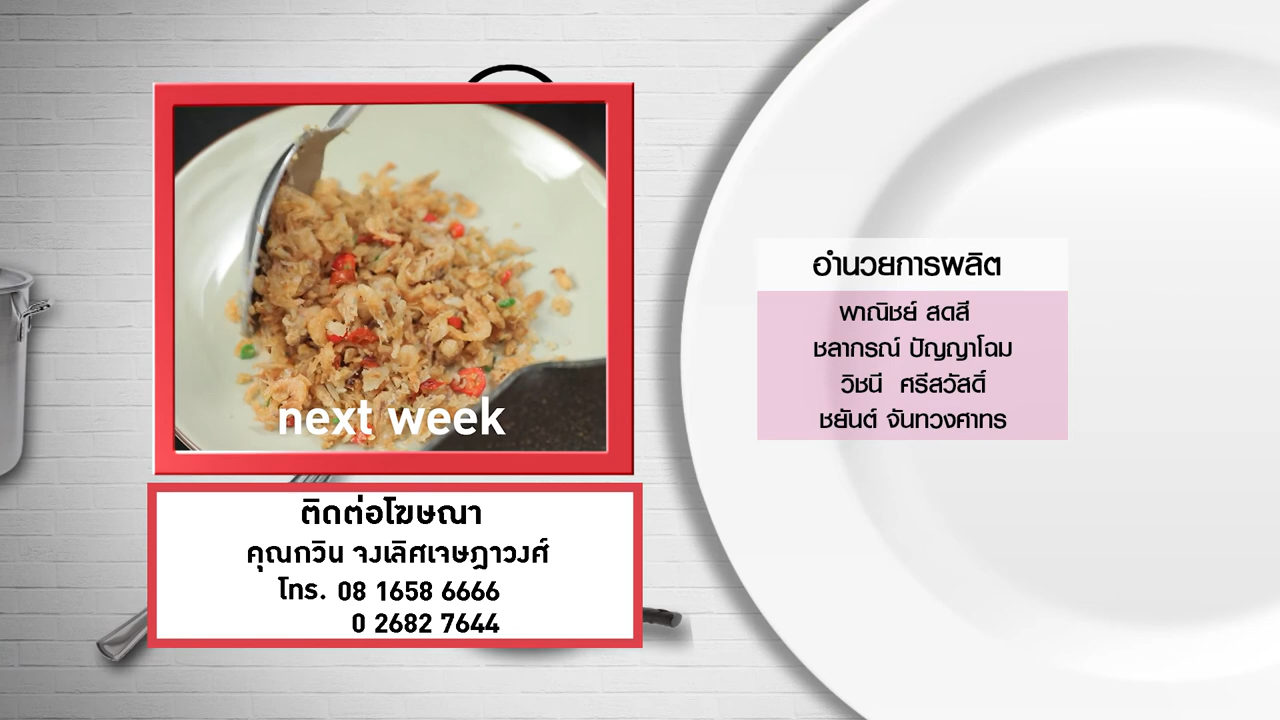 next week
ติดต่อโฆษณา
คุณกวิน จงเลิศเจษฎาวงศ์
โทร. 08 1658 6666
0 2682 7644
อำนวยการผลิต
พาณิชย์ สดสี
ชลากรณ์ ปัญญาโฉม
วิชนี ศรีสวัสดิ์
ชยันต์ จันทวงศาทร